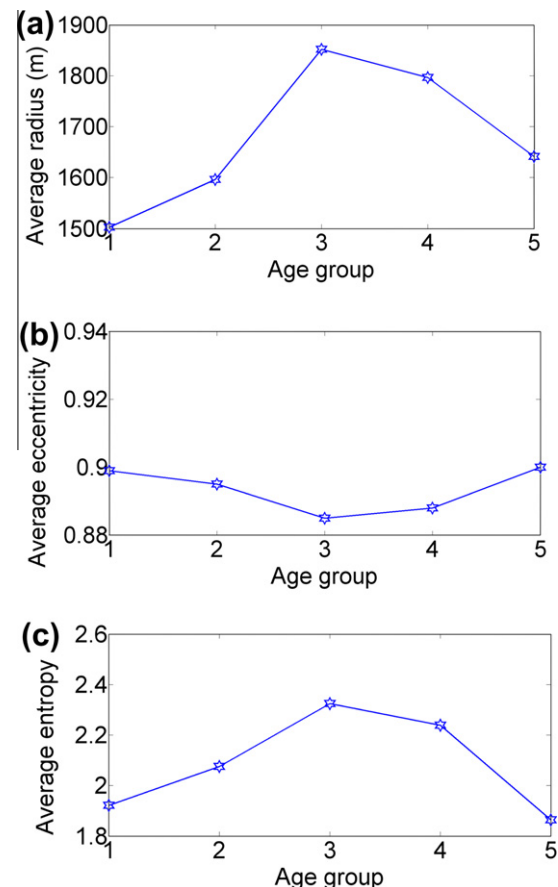 (a)
Average radius (m)
1900
1800
1700
1600
1500
1 2 3 4 5
Age group
(b)
Average eccentricity
0.94
0.92
0.9
0.88
1 2 3 4 5
Age group
(c)
Average entropy
2.6
2.4
2.2
2
1.8
1 2 3 4 5
Age group